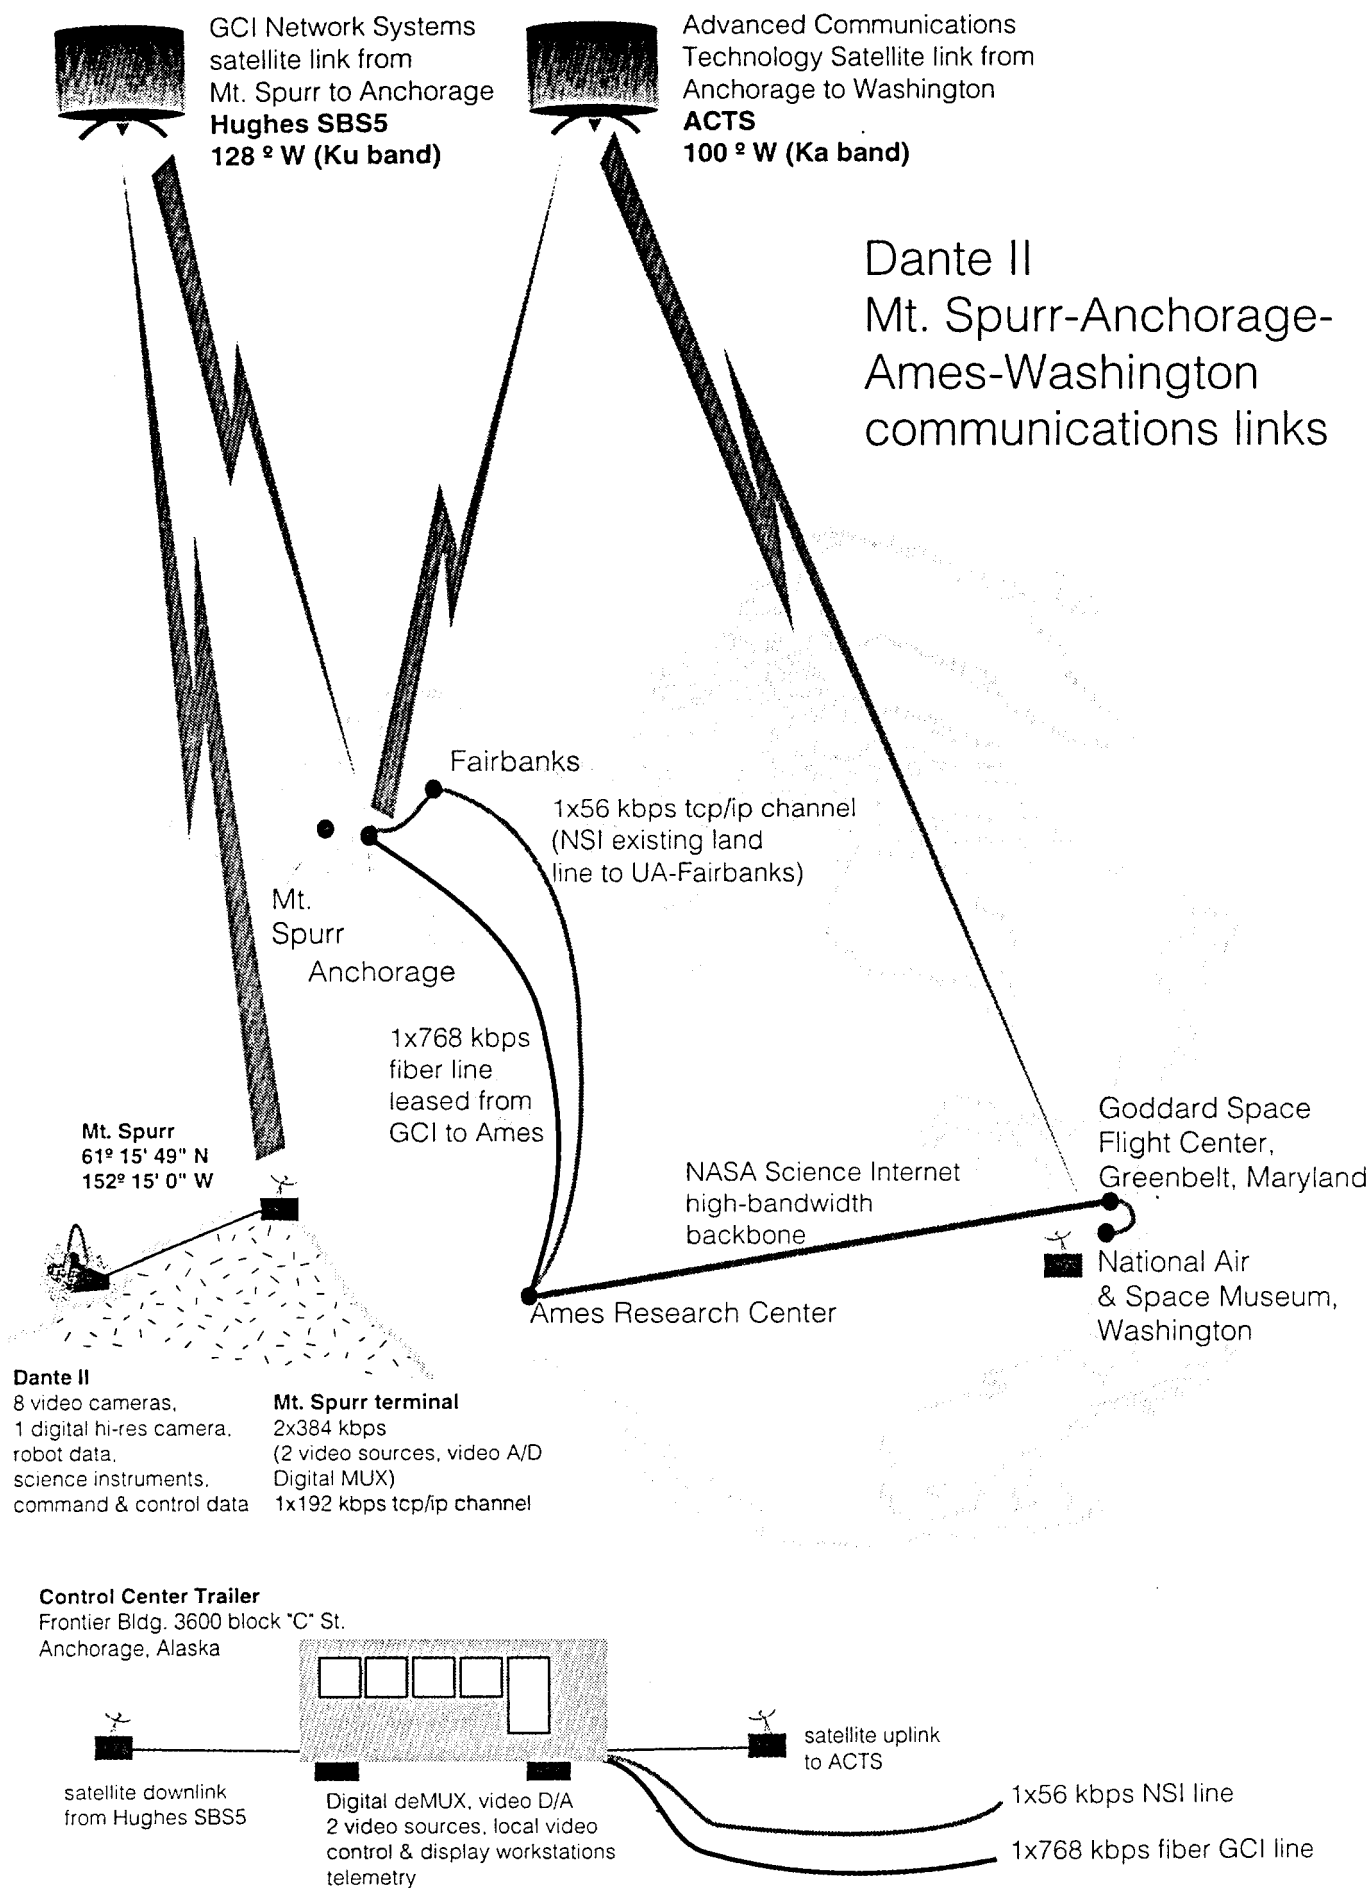 GCI Network Systems
satellite link from
Mt. Spurr to Anchorage
Hughes SBS5
128 º W (Ku band)
Advanced Communications
Technology Satellite link from
Anchorage to Washington
ACTS
100 º W (Ka band)
Dante II
Mt. Spurr-Anchorage-
Ames-Washington
communications links
Fairbanks
1x56 kbps tcp/ip channel
(NSI existing land
line to UA-Fairbanks)
Mt.
Spurr
Anchorage
1x768 kbps
fiber line
leased from
GCI to Ames
Mt. Spurr
61º 15' 49" N
152º 15' 0" W
NASA Science Internet
high-bandwidth
backbone
Goddard Space
Flight Center,
Greenbelt, Maryland
National Air
& Space Museum,
Washington
Ames Research Center
Dante II
8 video cameras,
1 digital hi-res camera,
robot data,
science instruments,
command & control data
Mt. Spurr terminal
2x384 kbps
(2 video sources, video A/D
Digital MUX)
1x192 kbps tcp/ip channel
Control Center Trailer
Frontier Bldg. 3600 block "C" St.
Anchorage, Alaska
satellite downlink
from Hughes SBS5
Digital deMUX, video D/A
2 video sources, local video
control & display workstations
telemetry
satellite uplink
to ACTS
1x56 kbps NSI line
1x768 kbps fiber GCI line